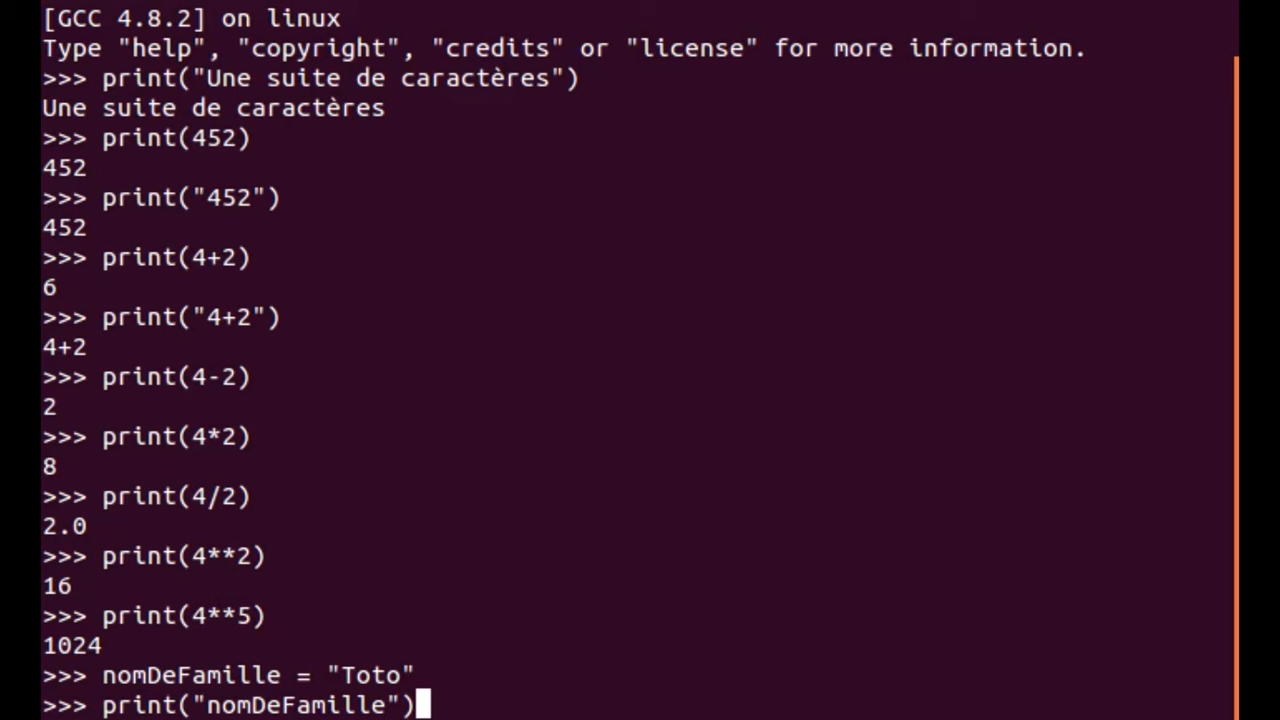 [GCC 4.8.2] on linux
Type "help", "copyright", "credits" or "license" for more information.
>>> print("Une suite de caractères")
Une suite de caractères
>>> print(452)
452
>>> print("452")
452
>>> print(4+2)
6
>>> print("4+2")
4+2
>>> print(4-2)
2
>>> print(4*2)
8
>>> print(4/2)
2.0
>>> print(4**2)
16
>>> print(4**5)
1024
>>> nomDeFamille = "Toto"
>>> print("nomDeFamille")